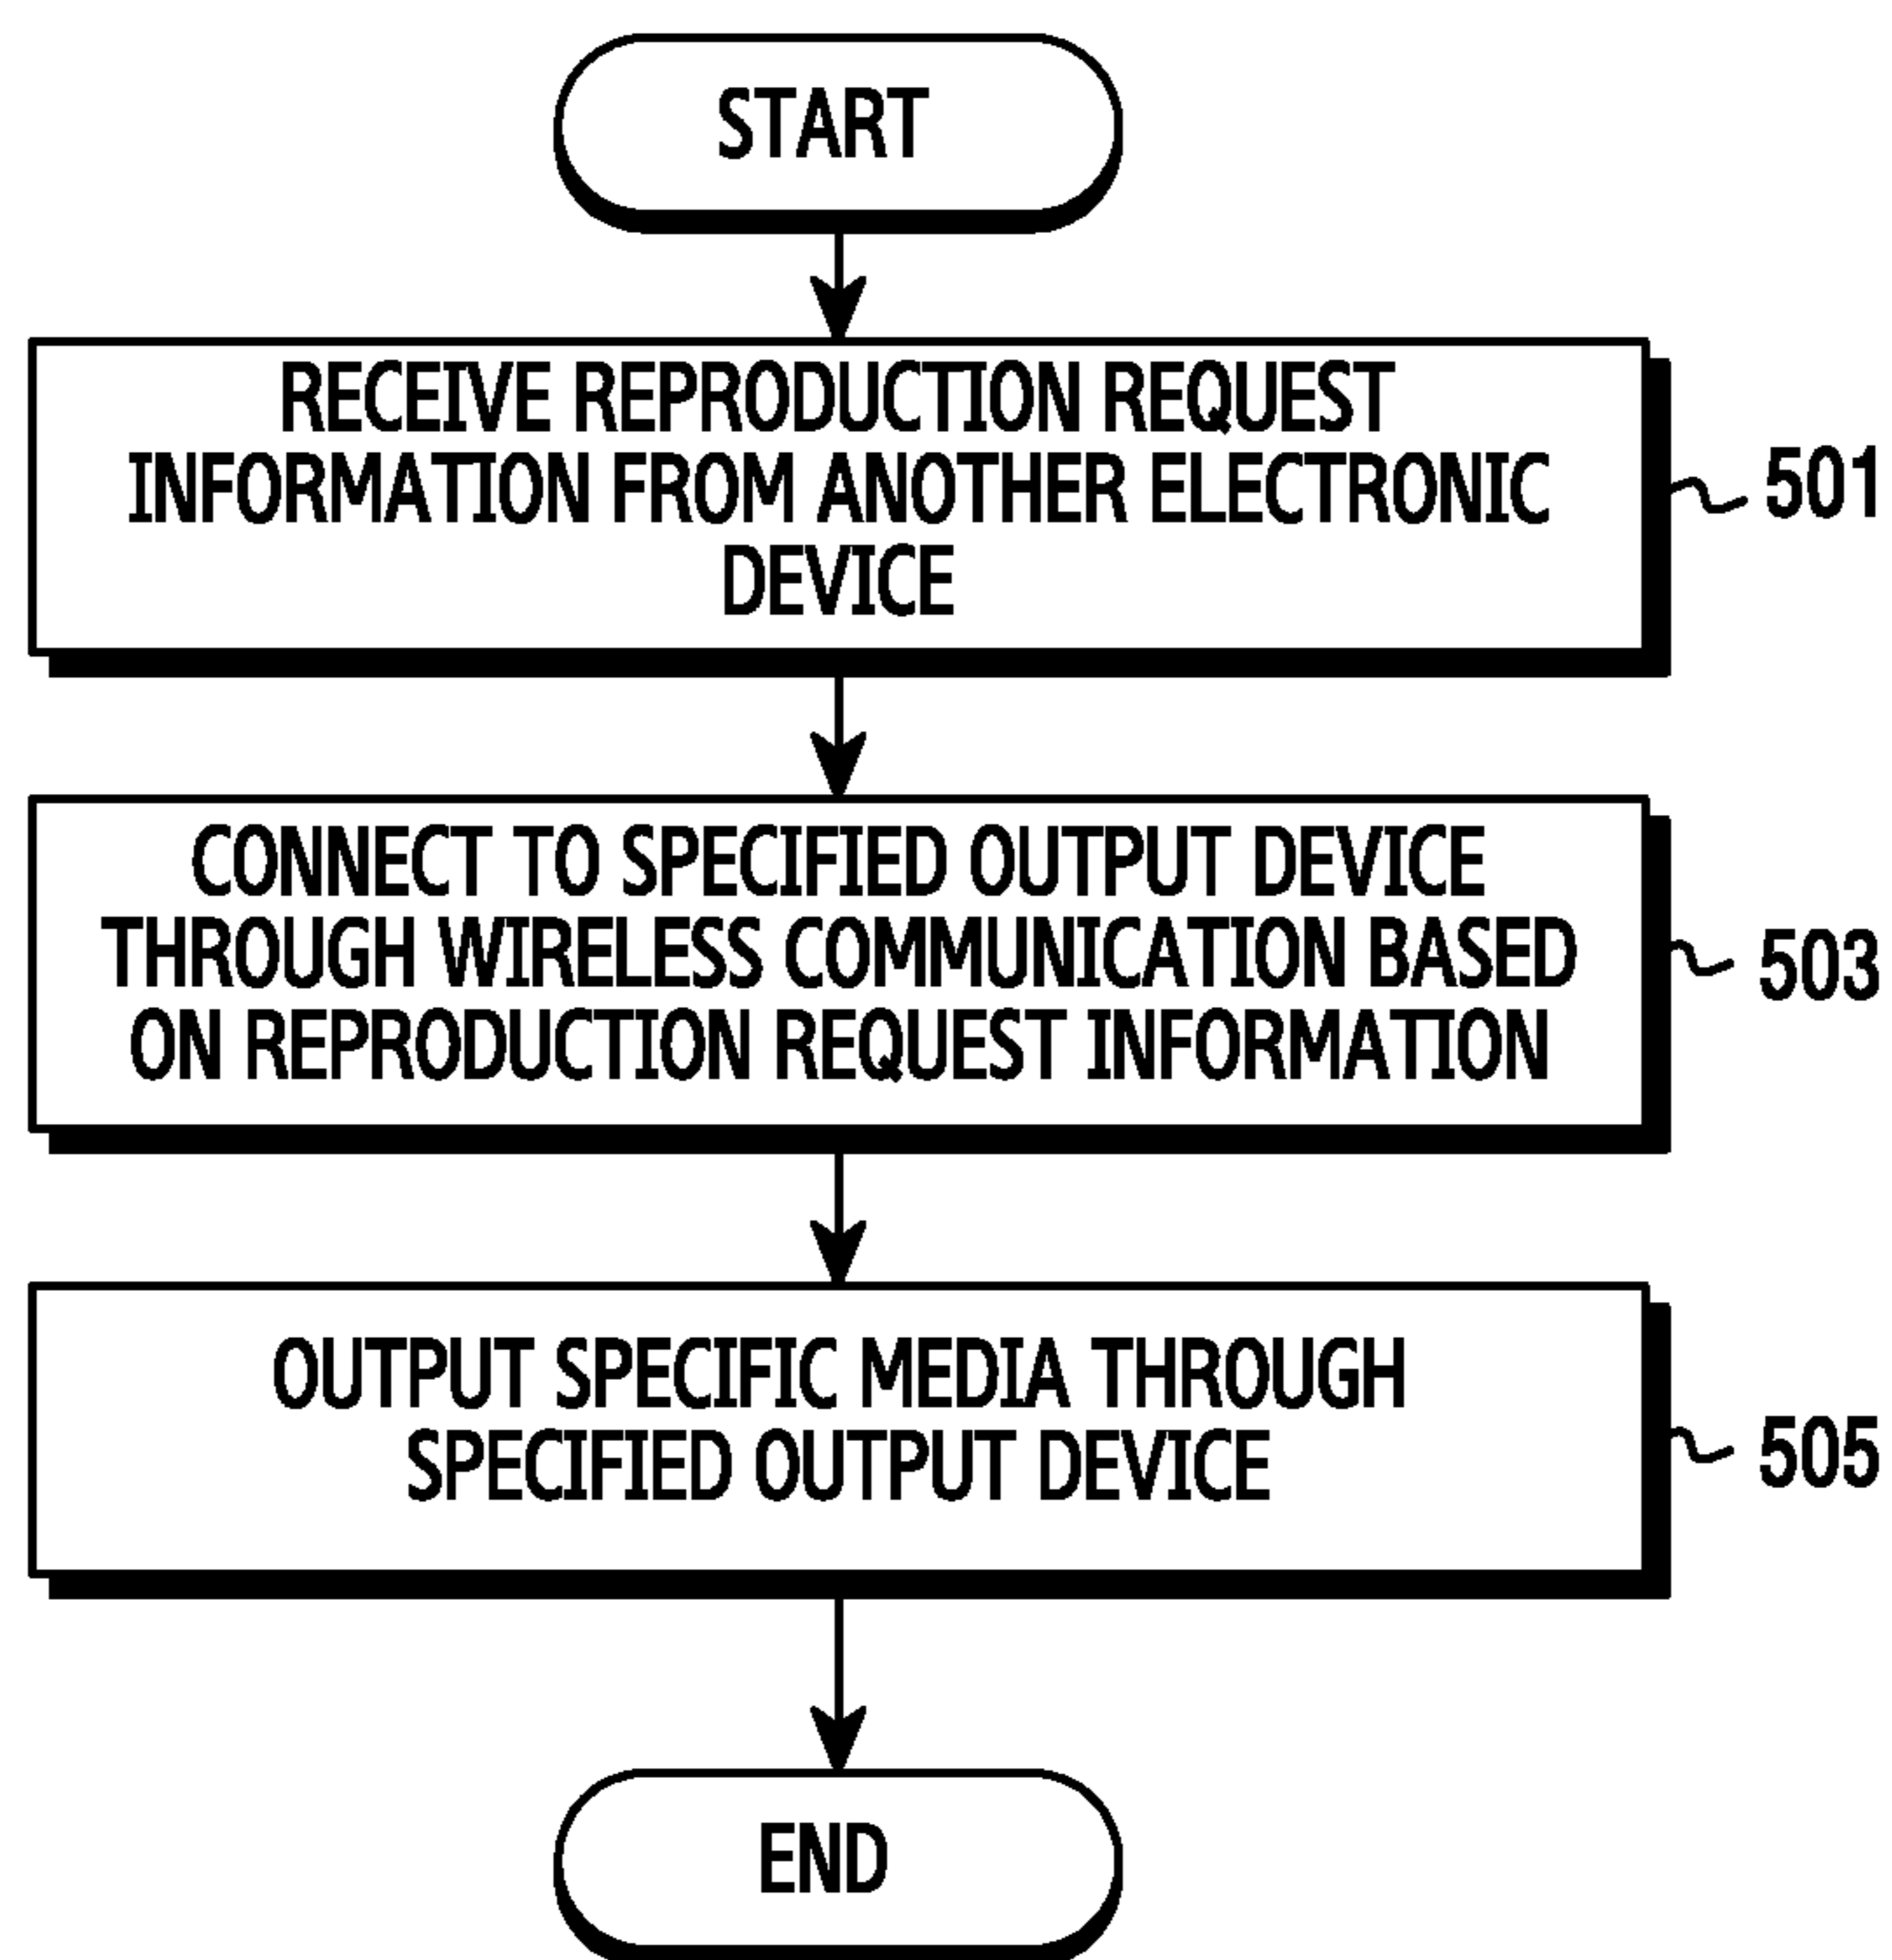 START
RECEIVE REPRODUCTION REQUEST
INFORMATION FROM ANOTHER ELECTRONIC
DEVICE
501
CONNECT TO SPECIFIED OUTPUT DEVICE
THROUGH WIRELESS COMMUNICATION BASED
ON REPRODUCTION REQUEST INFORMATION
503
OUTPUT SPECIFIC MEDIA THROUGH
SPECIFIED OUTPUT DEVICE
505
END